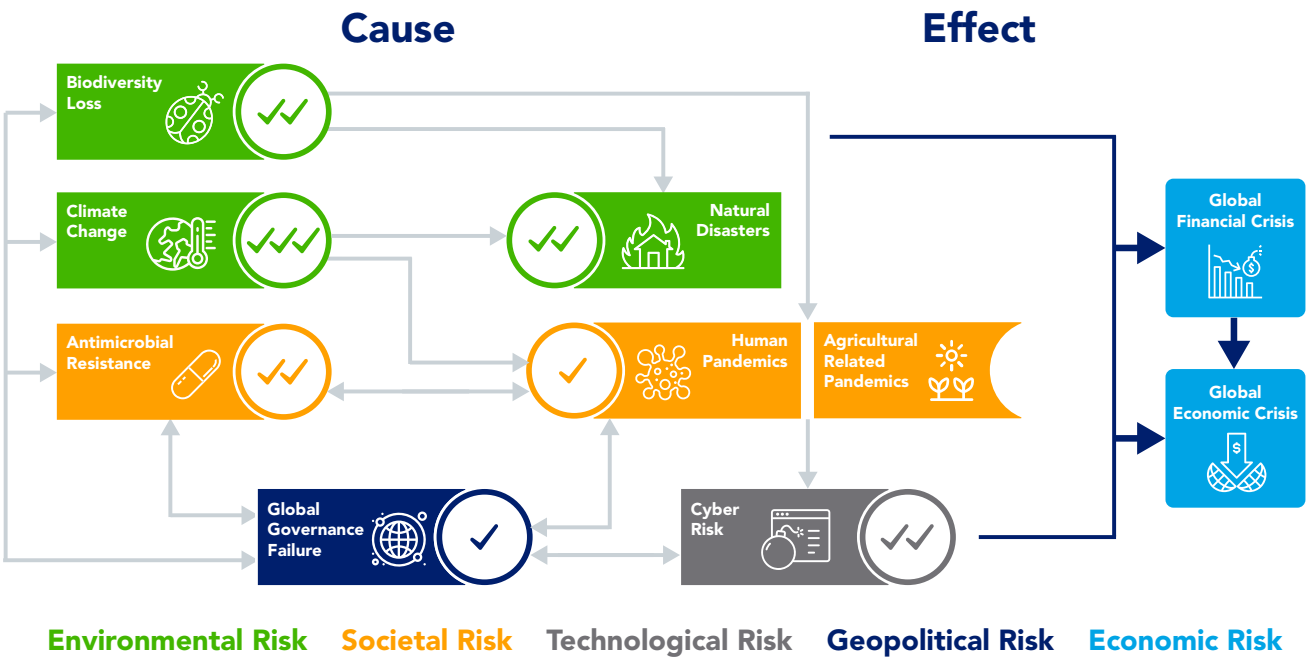 Cause
Effect
Biodiversity
Loss
Climate
Change
Natural
Disasters
Global
Financial Crisis
$
Antimicrobial
Resistance
Human
Pandemics
Agricultural
Related
Pandemics
Global
Economic Crisis
$
Global
Governance
Failure
Cyber
Risk
Environmental Risk
Societal Risk
Technological Risk
Geopolitical Risk
Economic Risk